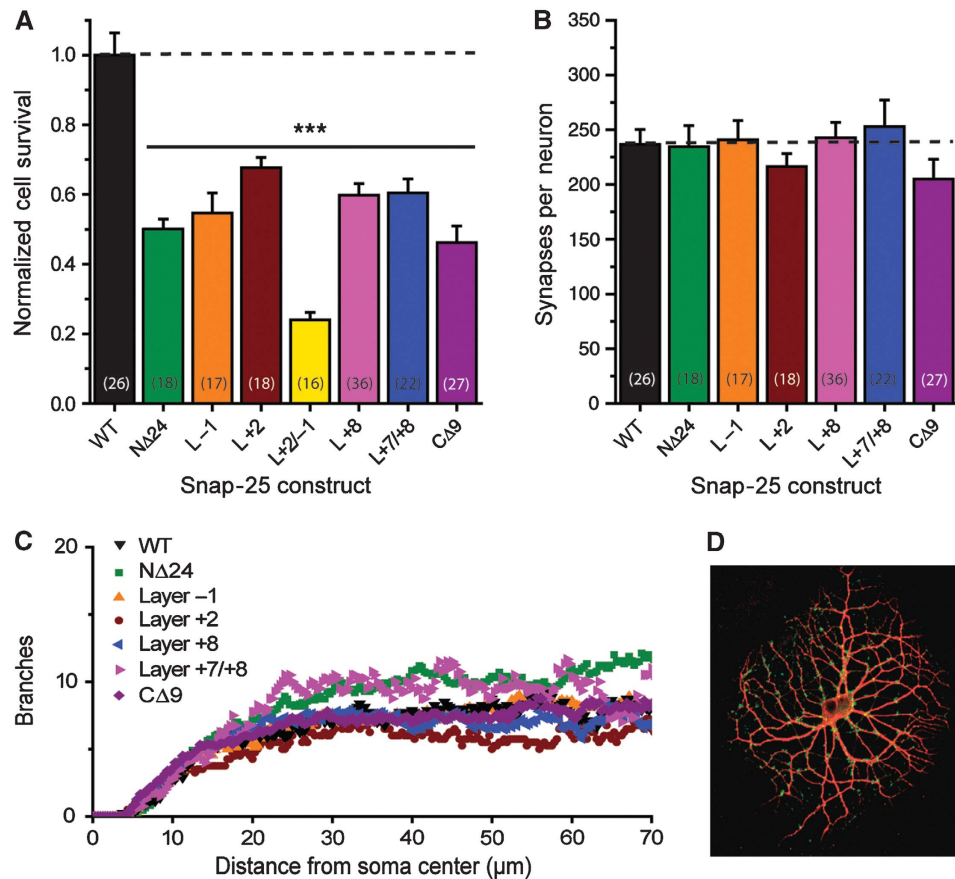 A
Normalized cell survival
1.0
0.8
0.6
0.4
0.2
0.0
***
(26)
(18)
(17)
(18)
(16)
(36)
(22)
(27)
WT
NΔ24
L –1
L +2
L+2/-1
L +8
L+7/+8
CΔ9
Snap-25 construct
B
Synapses per neuron
350
300
250
200
150
100
50
0
(26)
(18)
(17)
(18)
(36)
(22)
(27)
WT
NΔ24
L –1
L +2
L +8
L+7/+8
CΔ9
Snap-25 construct
C
Branches
20
10
0
WT
NΔ24
Layer –1
Layer +2
Layer +8
Layer +7/+8
CΔ9
0 10 20 30 40 50 60 70
Distance from soma center (µm)
D